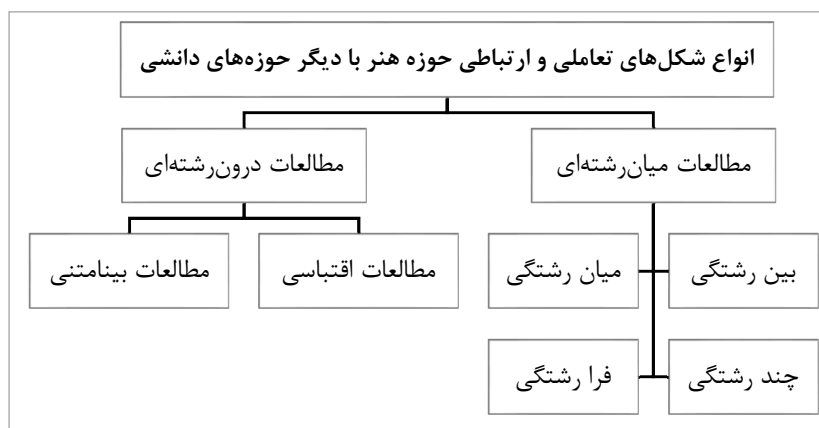 انواع شکل‌های تعاملی و ارتباطی حوزه هنر با دیگر حوزه‌های دانشی
مطالعات میان‌رشته‌ای
مطالعات درون‌رشته‌ای
بین رشتگی
میان رشتگی
مطالعات اقتباسی
مطالعات بینامتنی
چند رشتگی
فرا رشتگی